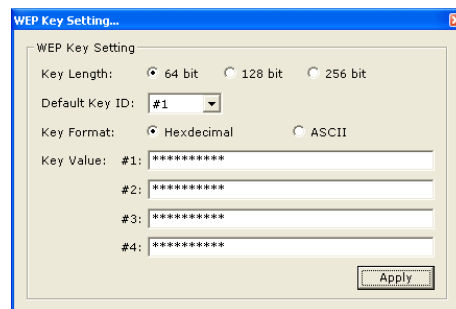 WEP Key Setting...
WEP Key Setting
Key Length: 64 bit 128 bit 256 bit
Default Key ID: #1
Key Format: Hexdecimal ASCII
Key Value: #1: **********
#2: **********
#3: **********
#4: **********
Apply